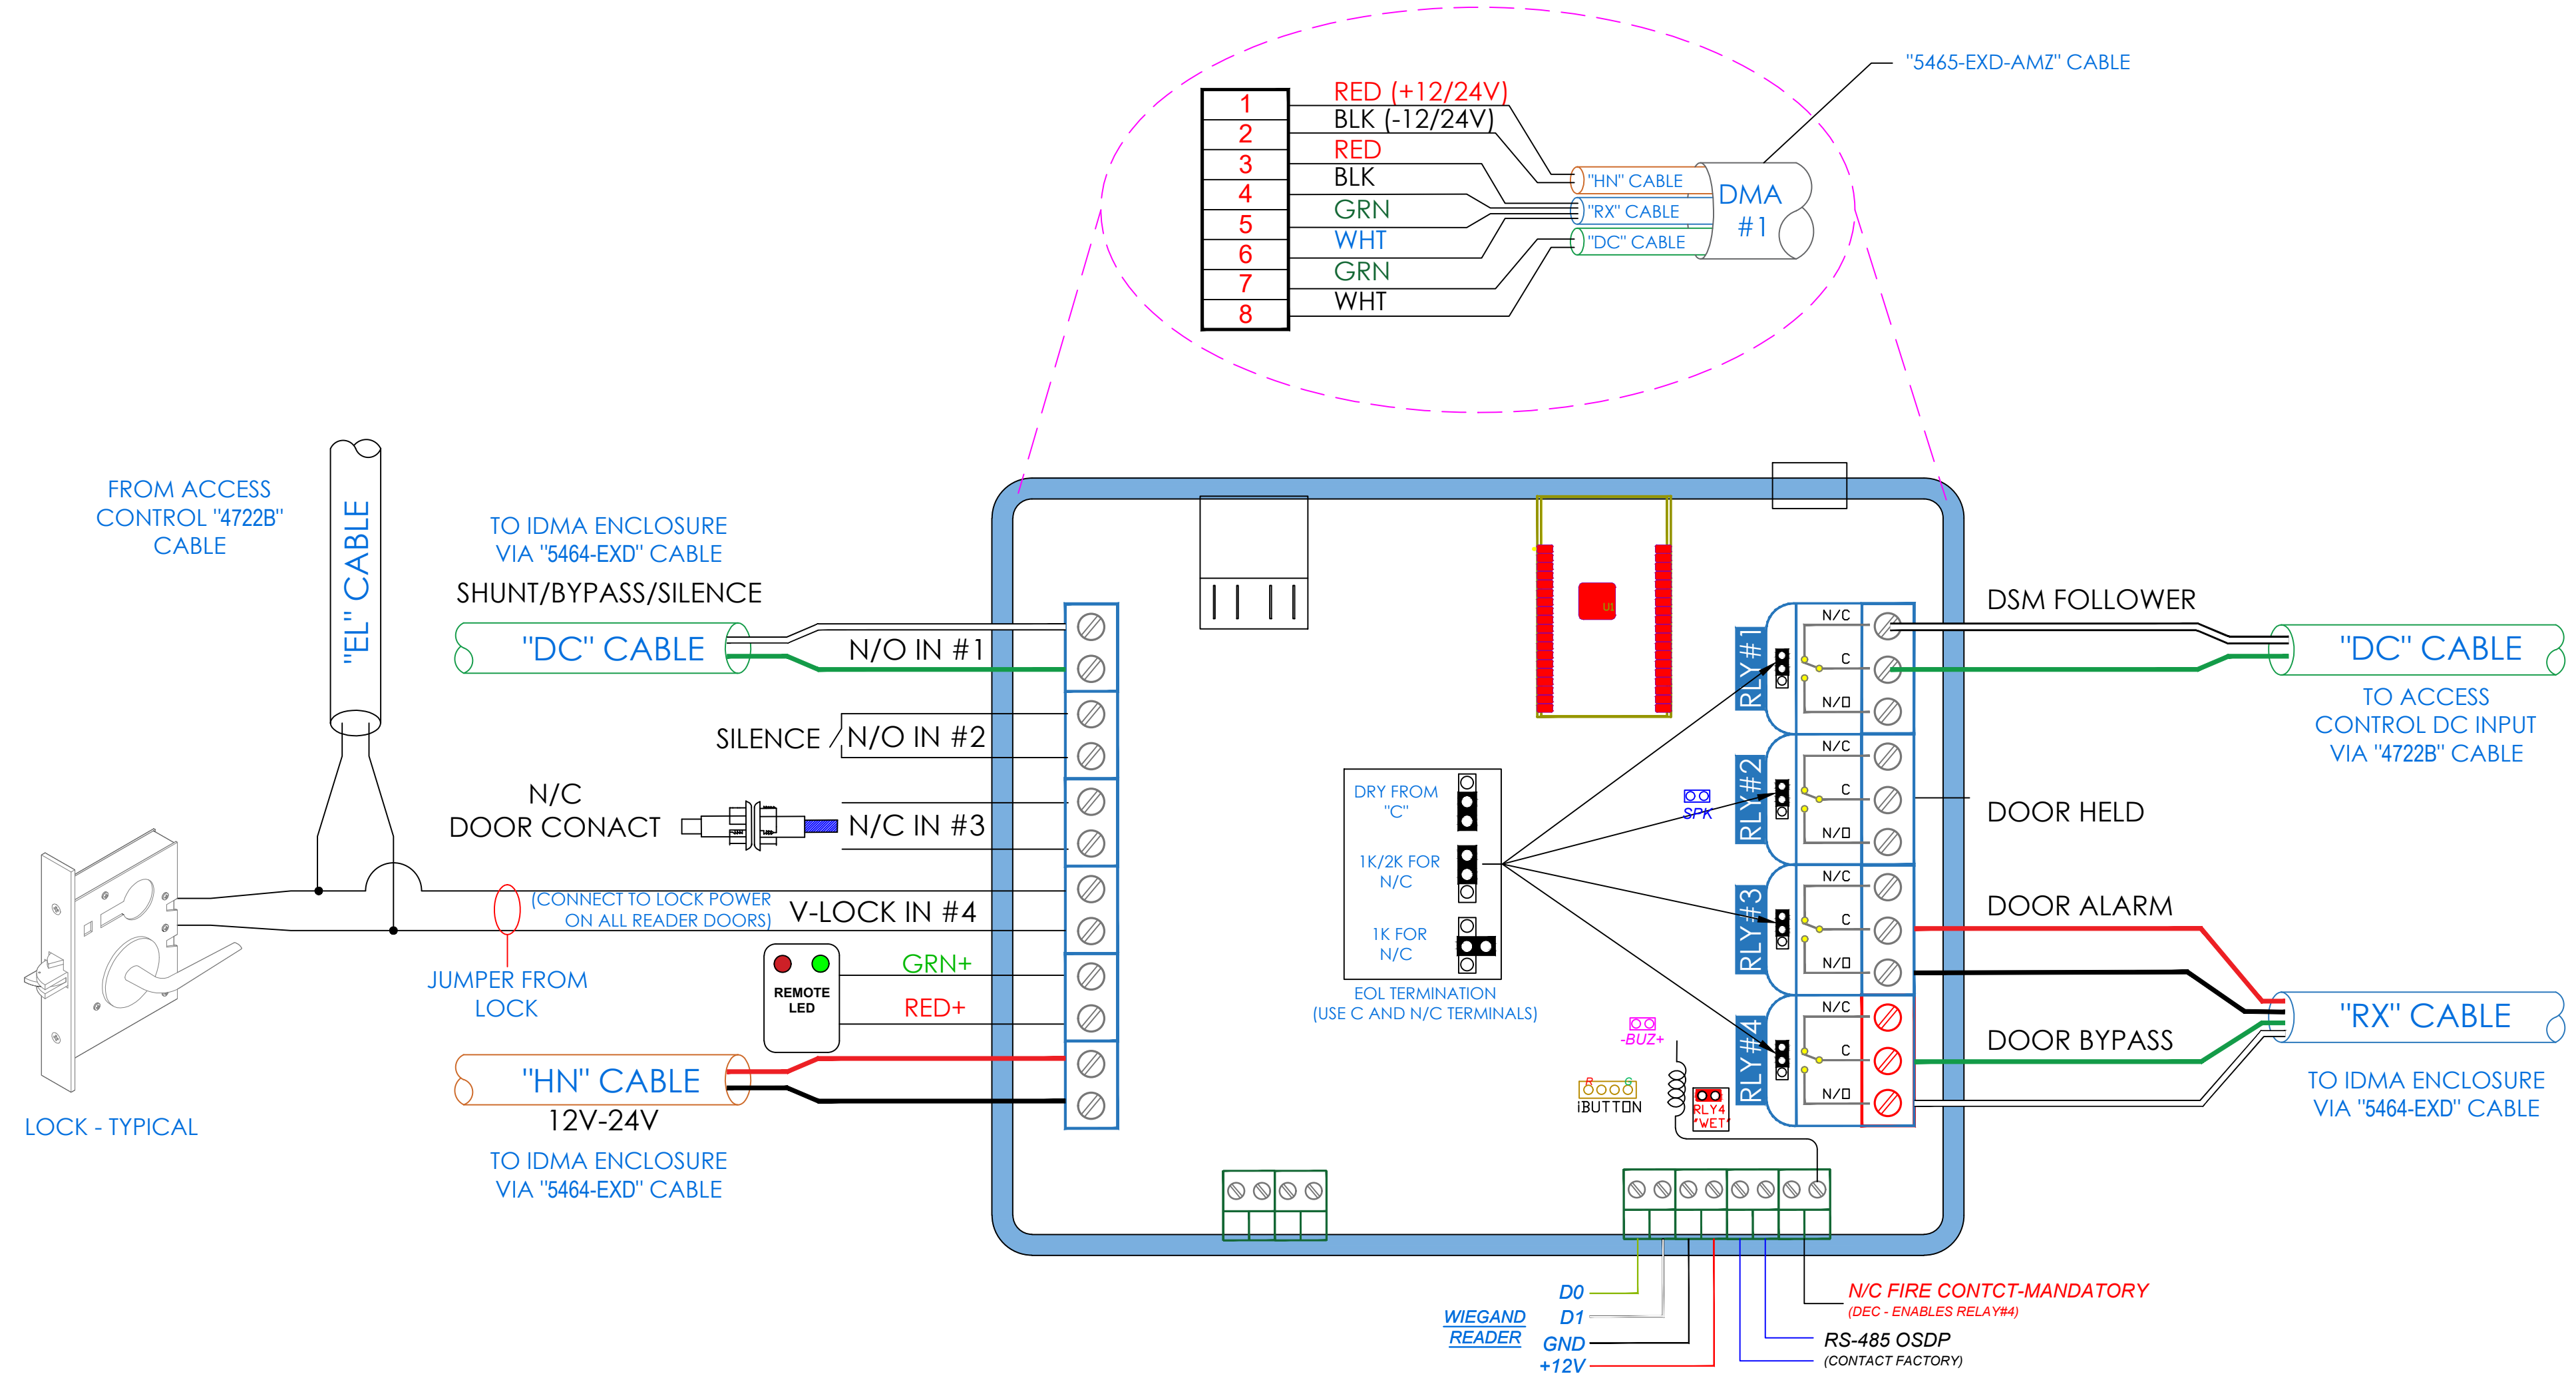 "5465-EXD-AMZ" CABLE
1
RED (+12/24V)
2
BLK (-12/24V)
3
RED
4
BLK
5
GRN
6
WHT
7
GRN
8
WHT
"HN" CABLE
"RX" CABLE
"DC" CABLE
DMA
#1
FROM ACCESS
CONTROL "4722B"
CABLE
"EL" CABLE
TO IDMA ENCLOSURE
VIA "5464-EXD" CABLE
SHUNT/BYPASS/SILENCE
"DC" CABLE
N/O IN #1
SILENCE
N/O IN #2
N/C
DOOR CONACT
N/C IN #3
(CONNECT TO LOCK POWER
ON ALL READER DOORS)
V-LOCK IN #4
JUMPER FROM
LOCK
REMOTE
LED
GRN+
RED+
"HN" CABLE
12V-24V
TO IDMA ENCLOSURE
VIA "5464-EXD" CABLE
LOCK - TYPICAL
U1
DRY FROM
"C"
1K/2K FOR
N/C
1K FOR
N/C
EOL TERMINATION
(USE C AND N/C TERMINALS)
SPK
-BUZ+
R
G
iBUTTON
RLY4
"WET"
RLY#1
N/C
C
N/O
RLY#2
N/C
C
N/O
RLY#3
N/C
C
N/O
RLY#4
N/C
C
N/O
DSM FOLLOWER
"DC" CABLE
TO ACCESS
CONTROL DC INPUT
VIA "4722B" CABLE
DOOR HELD
DOOR ALARM
DOOR BYPASS
"RX" CABLE
TO IDMA ENCLOSURE
VIA "5464-EXD" CABLE
WIEGAND
READER
D0
D1
GND
+12V
N/C FIRE CONTCT-MANDATORY
(DEC - ENABLES RELAY#4)
RS-485 OSDP
(CONTACT FACTORY)